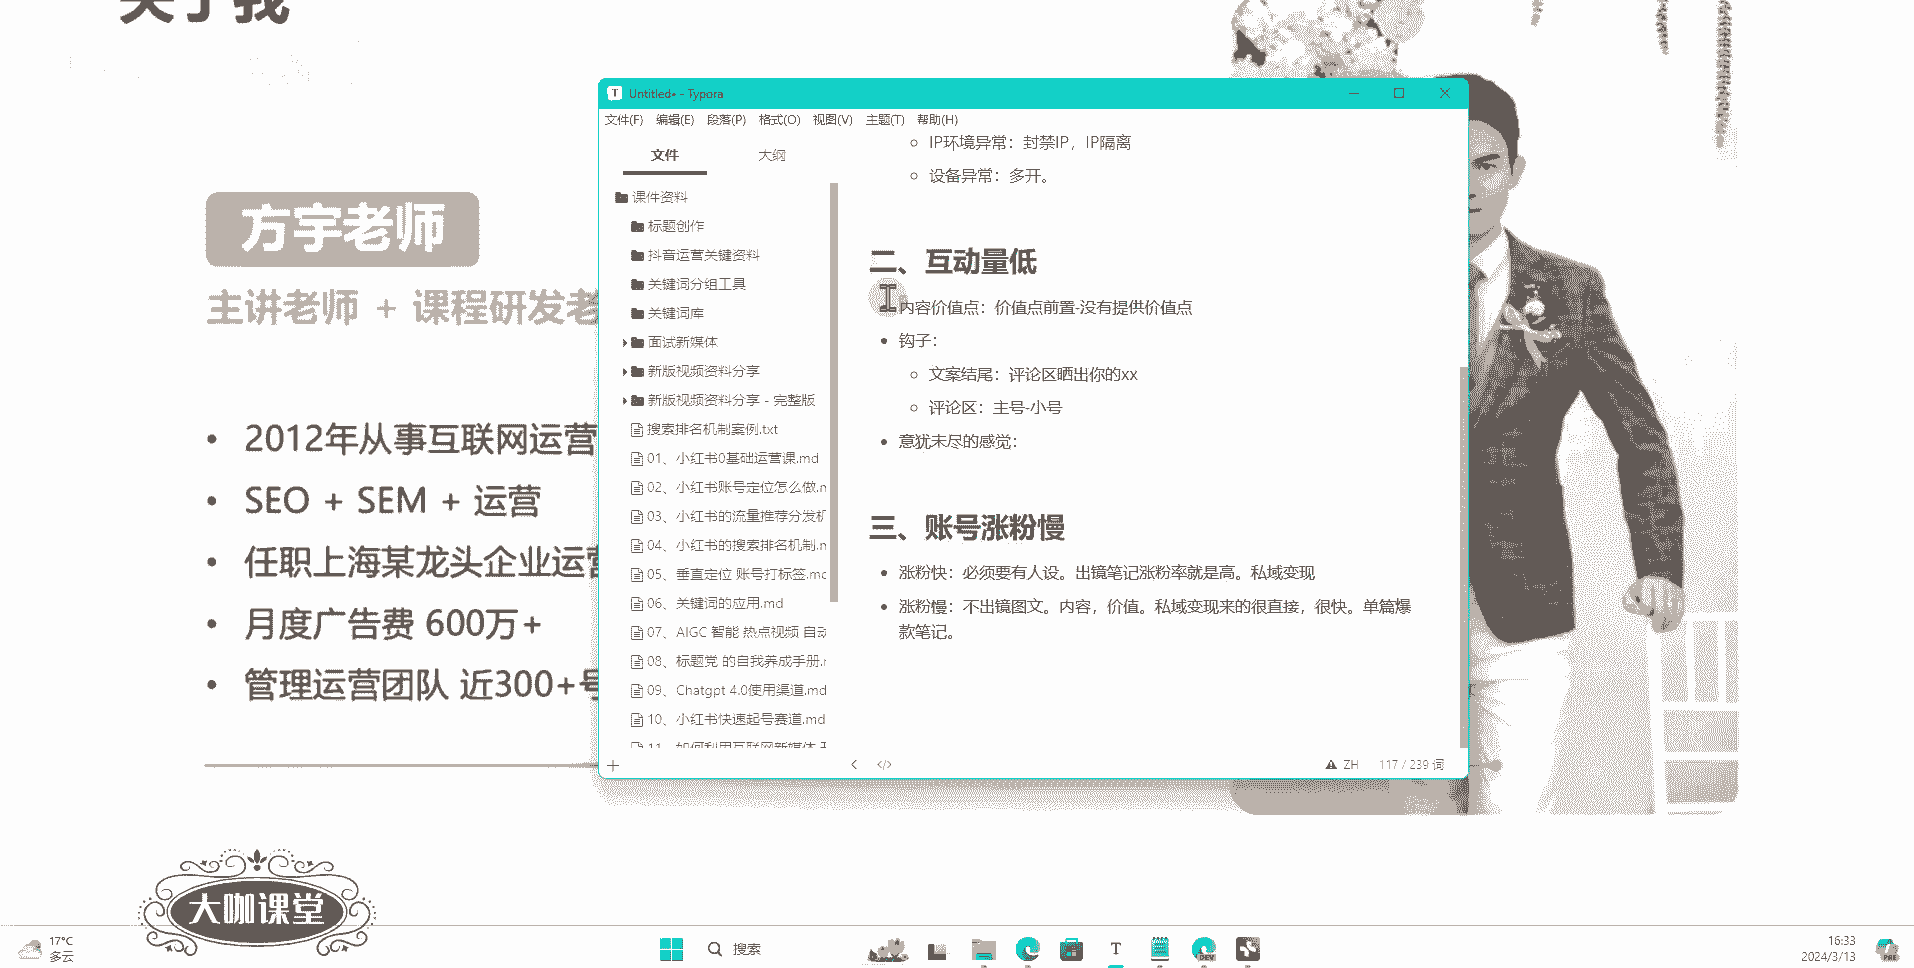 关于我
方宇老师
主讲老师 + 课程研发老
2012年从事互联网运营
SEO + SEM + 运营
任职上海某龙头企业运营
月度广告费 600万+
管理运营团队 近300+号
大咖课堂
Untitled• - Typora
文件(F) 编辑(E) 段落(P) 格式(O) 视图(V) 主题(T) 帮助(H)
文件 大纲
课件资料
标题创作
抖音运营关键资料
关键词分组工具
关键词库
面试新媒体
新版视频资料分享
新版视频资料分享 - 完整版
搜索排名机制案例.txt
01、小红书0基础运营课.md
02、小红书账号定位怎么做.m
03、小红书的流量推荐分发机
04、小红书的搜索排名机制.m
05、垂直定位 账号打标签.md
06、关键词的应用.md
07、AIGC 智能 热点视频 自动
08、标题党 的自我养成手册.m
09、Chatgpt 4.0使用渠道.md
10、小红书快速起号赛道.md
11、如何利用互联网新媒体
IP环境异常：封禁IP，IP隔离
设备异常：多开。
二、互动量低
内容价值点：价值点前置-没有提供价值点
钩子：
文案结尾：评论区晒出你的xx
评论区：主号-小号
意犹未尽的感觉：
三、账号涨粉慢
涨粉快：必须要有人设。出镜笔记涨粉率就是高。私域变现
涨粉慢：不出镜图文。内容，价值。私域变现来的很直接，很快。单篇爆
款笔记。
ZH 117 / 239 词
17°C
多云
搜索
16:33
2024/3/13